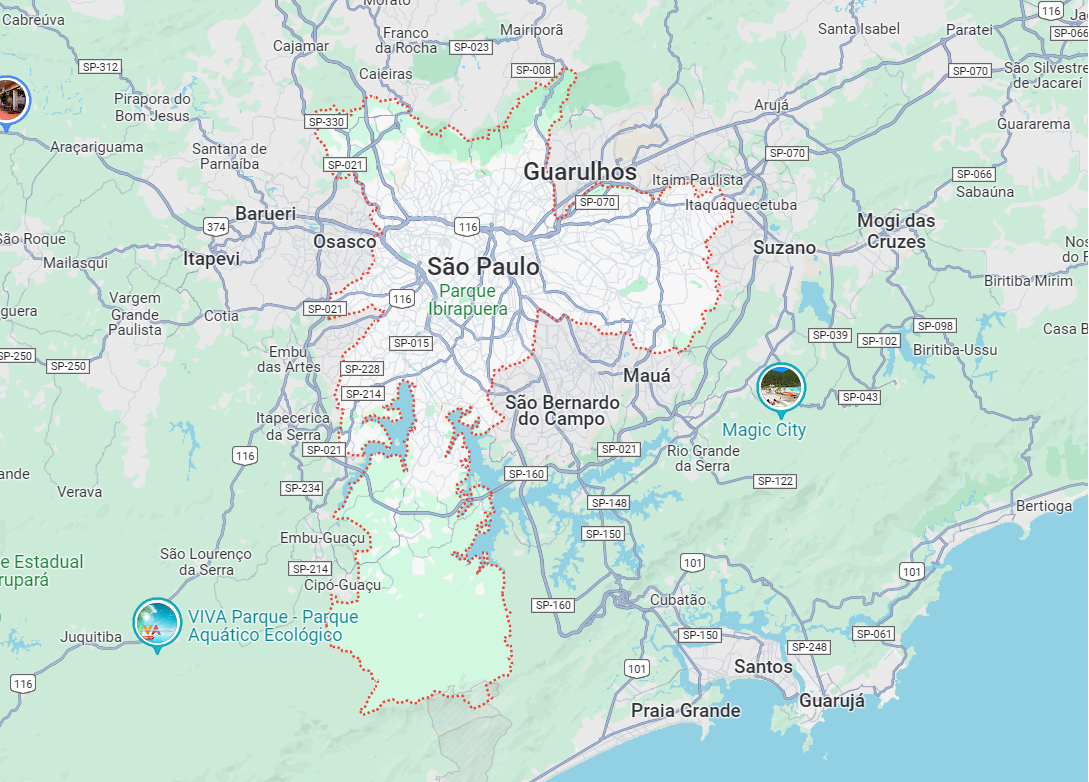 Morato
Cabreúva
Franco
da Rocha
SP-023
Mairiporã
Santa Isabel
Paratei
116
SP-066
Cajamar
SP-312
Caieiras
SP-008
SP-070
São Silvestre
de Jacareí
Pirapora do
Bom Jesus
SP-330
Arujá
Guararema
Araçariguama
Santana de
Parnaíba
SP-021
Guarulhos
SP-070
Itaim Paulista
SP-066
Sabaúna
SP-070
Itaquaquecetuba
Barueri
374
116
Osasco
Suzano
Mogi das
Cruzes
São Roque
Itapevi
Mailasqui
São Paulo
Parque
Ibirapuera
Biritiba Mirim
Vargem
Grande
Paulista
Cotia
SP-021
116
SP-039
SP-098
SP-102
Casa B
SP-250
SP-250
SP-015
Biritiba-Ussu
Embu
das Artes
SP-228
SP-214
Mauá
SP-043
São Bernardo
do Campo
Magic City
Itapecerica
da Serra
116
SP-021
SP-021
Rio Grande
da Serra
SP-160
SP-122
Verava
SP-234
SP-148
Bertioga
SP-150
Embu-Guaçu
São Lourenço
da Serra
SP-214
Cipó-Guaçu
101
101
e Estadual
rupará
SP-160
Cubatão
VIVA Parque - Parque
Aquático Ecológico
Juquitiba
SP-150
SP-061
SP-248
116
101
Santos
Guarujá
Praia Grande